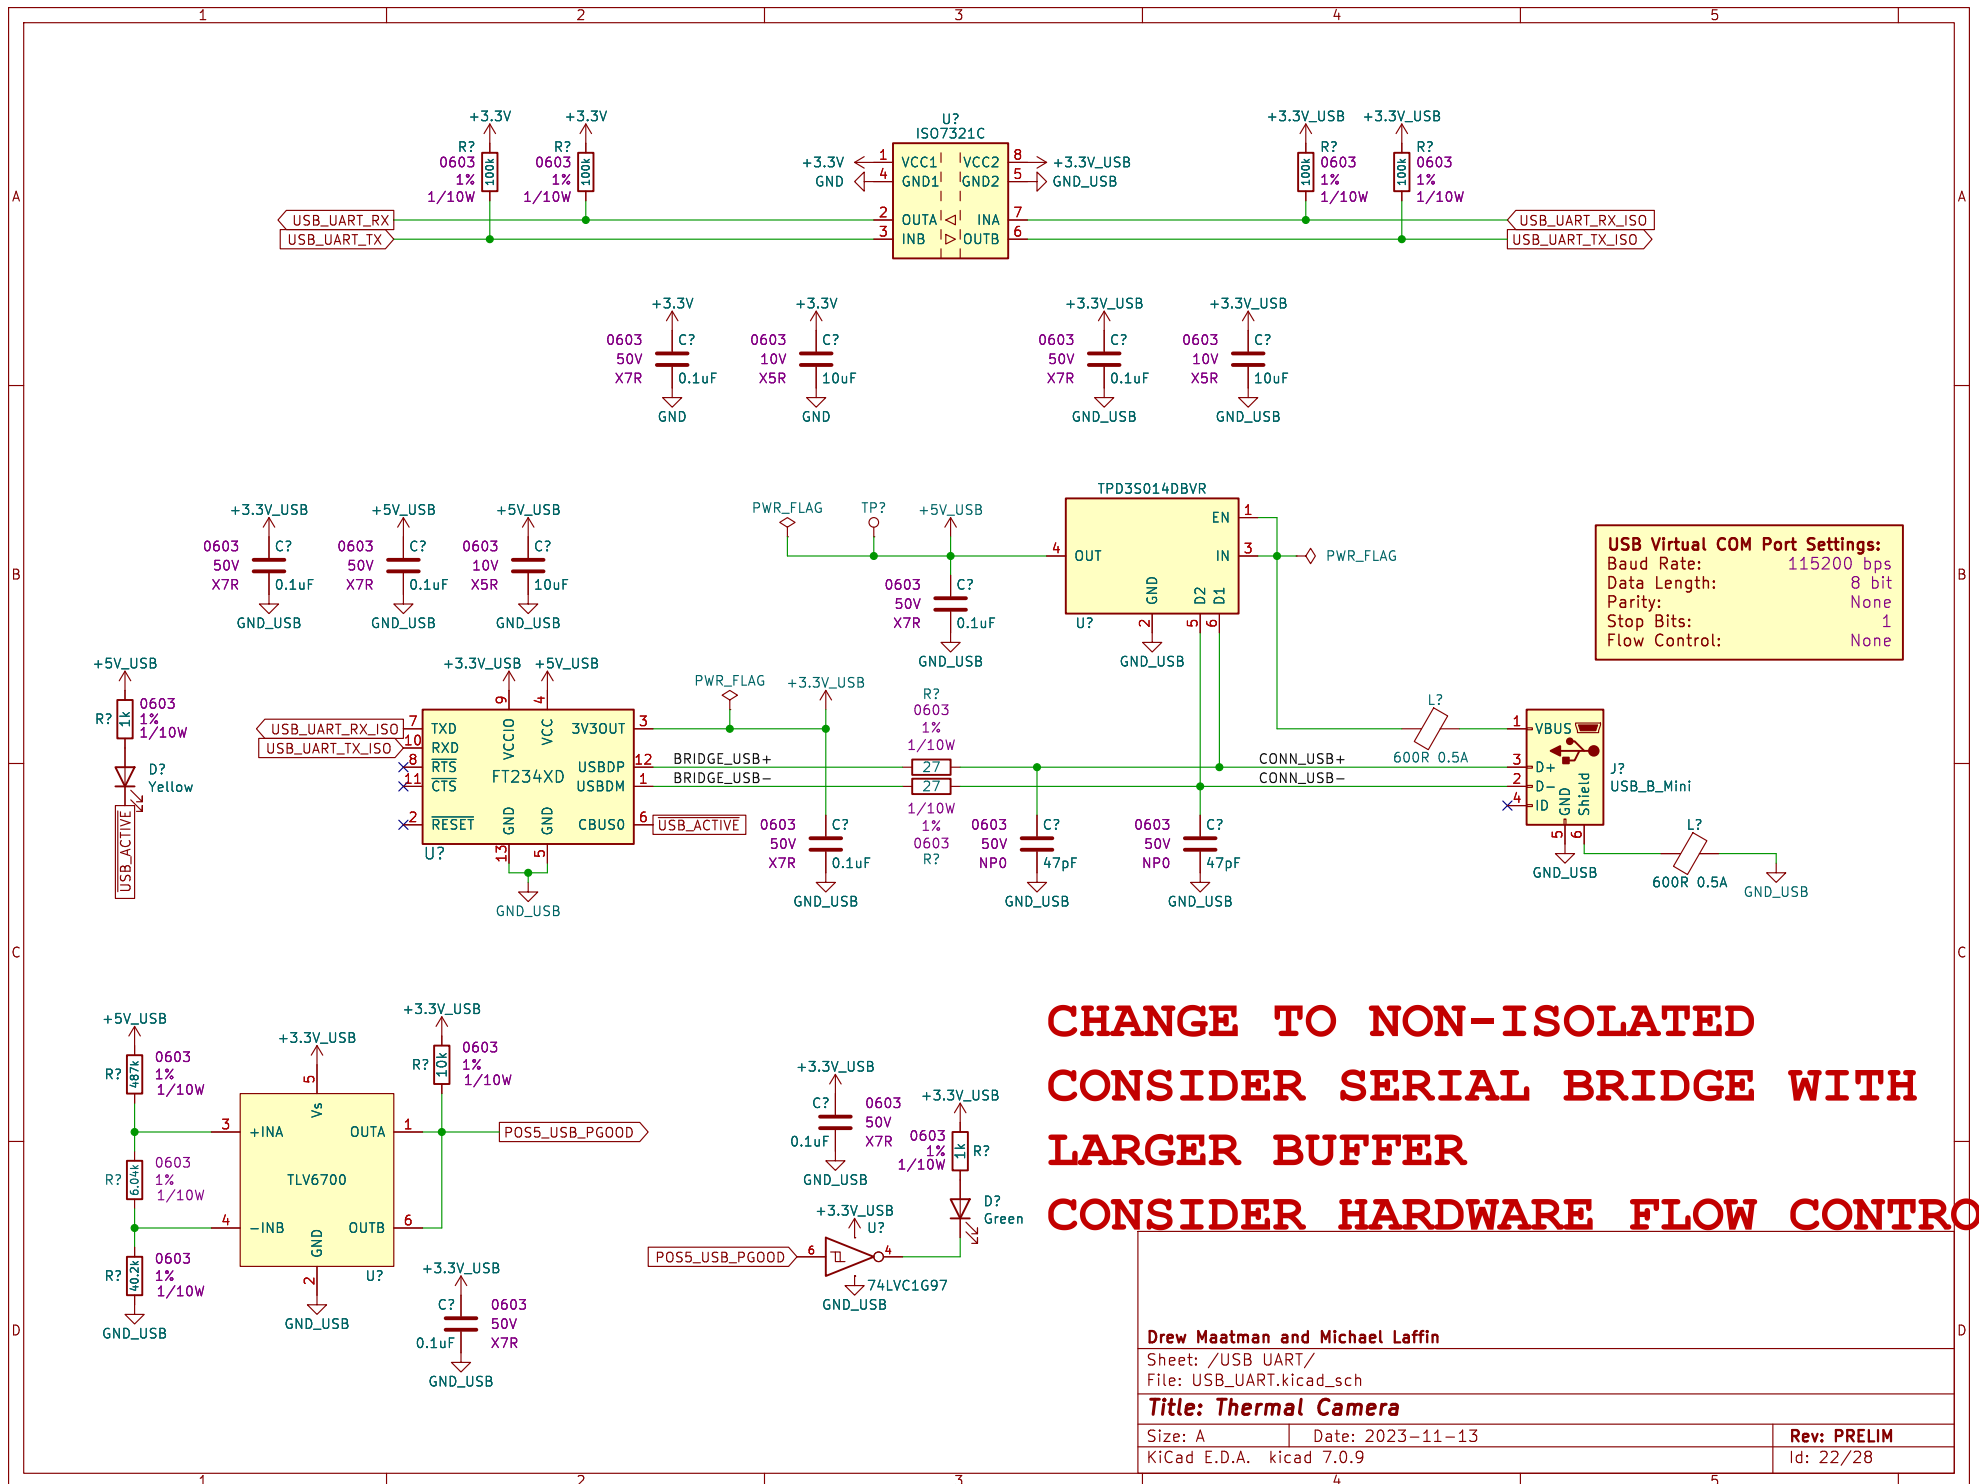 1 2 3 4 5
A A
B B
C C
D D
+3.3V
R?
0603
1%
1/10W
100k
+3.3V
R?
0603
1%
1/10W
100k
USB_UART_RX
USB_UART_TX
U?
ISO7321C
+3.3V 1 VCC1 VCC2 8 +3.3V_USB
GND 4 GND1 GND2 5 GND_USB
2 OUTA INA 7
3 INB OUTB 6
+3.3V_USB
R?
0603
1%
1/10W
100k
+3.3V_USB
R?
0603
1%
1/10W
100k
USB_UART_RX_ISO
USB_UART_TX_ISO
+3.3V
0603 C?
50V
X7R 0.1uF
GND
+3.3V
0603 C?
10V
X5R 10uF
GND
+3.3V_USB
0603 C?
50V
X7R 0.1uF
GND_USB
+3.3V_USB
0603 C?
10V
X5R 10uF
GND_USB
+3.3V_USB
0603 C?
50V
X7R 0.1uF
GND_USB
+5V_USB
0603 C?
50V
X7R 0.1uF
GND_USB
+5V_USB
0603 C?
10V
X5R 10uF
GND_USB
PWR_FLAG
TP?
+5V_USB
0603 C?
50V
X7R 0.1uF
GND_USB
TPD3S014DBVR
EN 1
4 OUT IN 3
PWR_FLAG
GND D2 D1
2 5 6
U?
GND_USB
USB Virtual COM Port Settings:
Baud Rate: 115200 bps
Data Length: 8 bit
Parity: None
Stop Bits: 1
Flow Control: None
+5V_USB
0603
R? 1k 1%
1/10W
D?
Yellow
USB_ACTIVE
+3.3V_USB +5V_USB
9 4
USB_UART_RX_ISO 7 TXD VCCIO VCC 3V3OUT 3
USB_UART_TX_ISO 10 RXD
8 RTS FT234XD USBDP 12
11 CTS USBDM 1
2 RESET GND GND CBUS0 6 USB_ACTIVE
U? 13 5
GND_USB
PWR_FLAG
+3.3V_USB
BRIDGE_USB+
BRIDGE_USB-
0603 C?
50V
X7R 0.1uF
GND_USB
R?
0603
1%
1/10W
27
27
1/10W
1%
0603
R?
0603 C?
50V
NP0 47pF
GND_USB
0603 C?
50V
NP0 47pF
GND_USB
CONN_USB+
CONN_USB-
L?
600R 0.5A
1 VBUS
3 D+
2 D-
4 ID
GND Shield
5 6
J?
USB_B_Mini
GND_USB
L?
600R 0.5A
GND_USB
+5V_USB
0603
R? 487k 1%
1/10W
0603
R? 6.04k 1%
1/10W
0603
R? 40.2k 1%
1/10W
GND_USB
+3.3V_USB
5
Vs
3 +INA OUTA 1
TLV6700
4 -INB OUTB 6
GND
2 U?
GND_USB
+3.3V_USB
0603
R? 10k 1%
1/10W
POS5_USB_PGOOD
+3.3V_USB
C? 0603
50V
0.1uF X7R
GND_USB
+3.3V_USB
C? 0603
50V
0.1uF X7R
GND_USB
+3.3V_USB
0603
1% 1k R?
1/10W
D?
Green
+3.3V_USB
U?
POS5_USB_PGOOD 6 4
74LVC1G97
GND_USB
CHANGE TO NON-ISOLATED
CONSIDER SERIAL BRIDGE WITH
LARGER BUFFER
CONSIDER HARDWARE FLOW CONTRO
Drew Maatman and Michael Laffin
Sheet: /USB UART/
File: USB_UART.kicad_sch
Title: Thermal Camera
Size: A Date: 2023-11-13 Rev: PRELIM
KiCad E.D.A. kicad 7.0.9 Id: 22/28
1 2 3 4 5